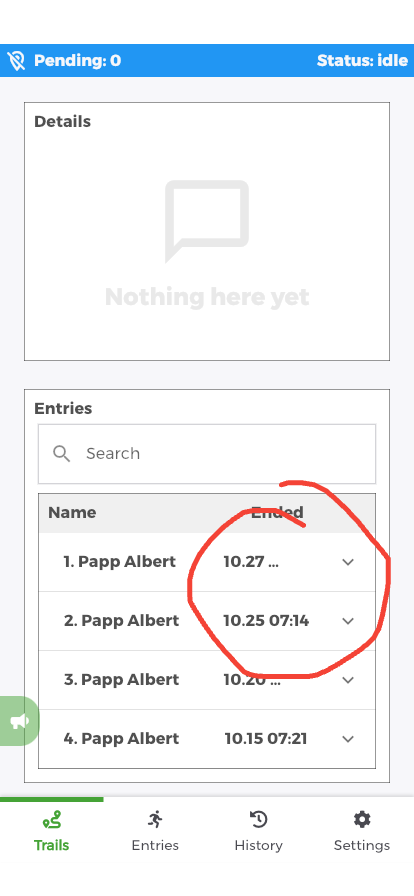 Pending: 0 Status: idle
Details
Nothing here yet
Entries
Search
Name Ended
1. Papp Albert 10.27 ...
2. Papp Albert 10.25 07:14
3. Papp Albert 10.20 ...
4. Papp Albert 10.15 07:21
Trails Entries History Settings